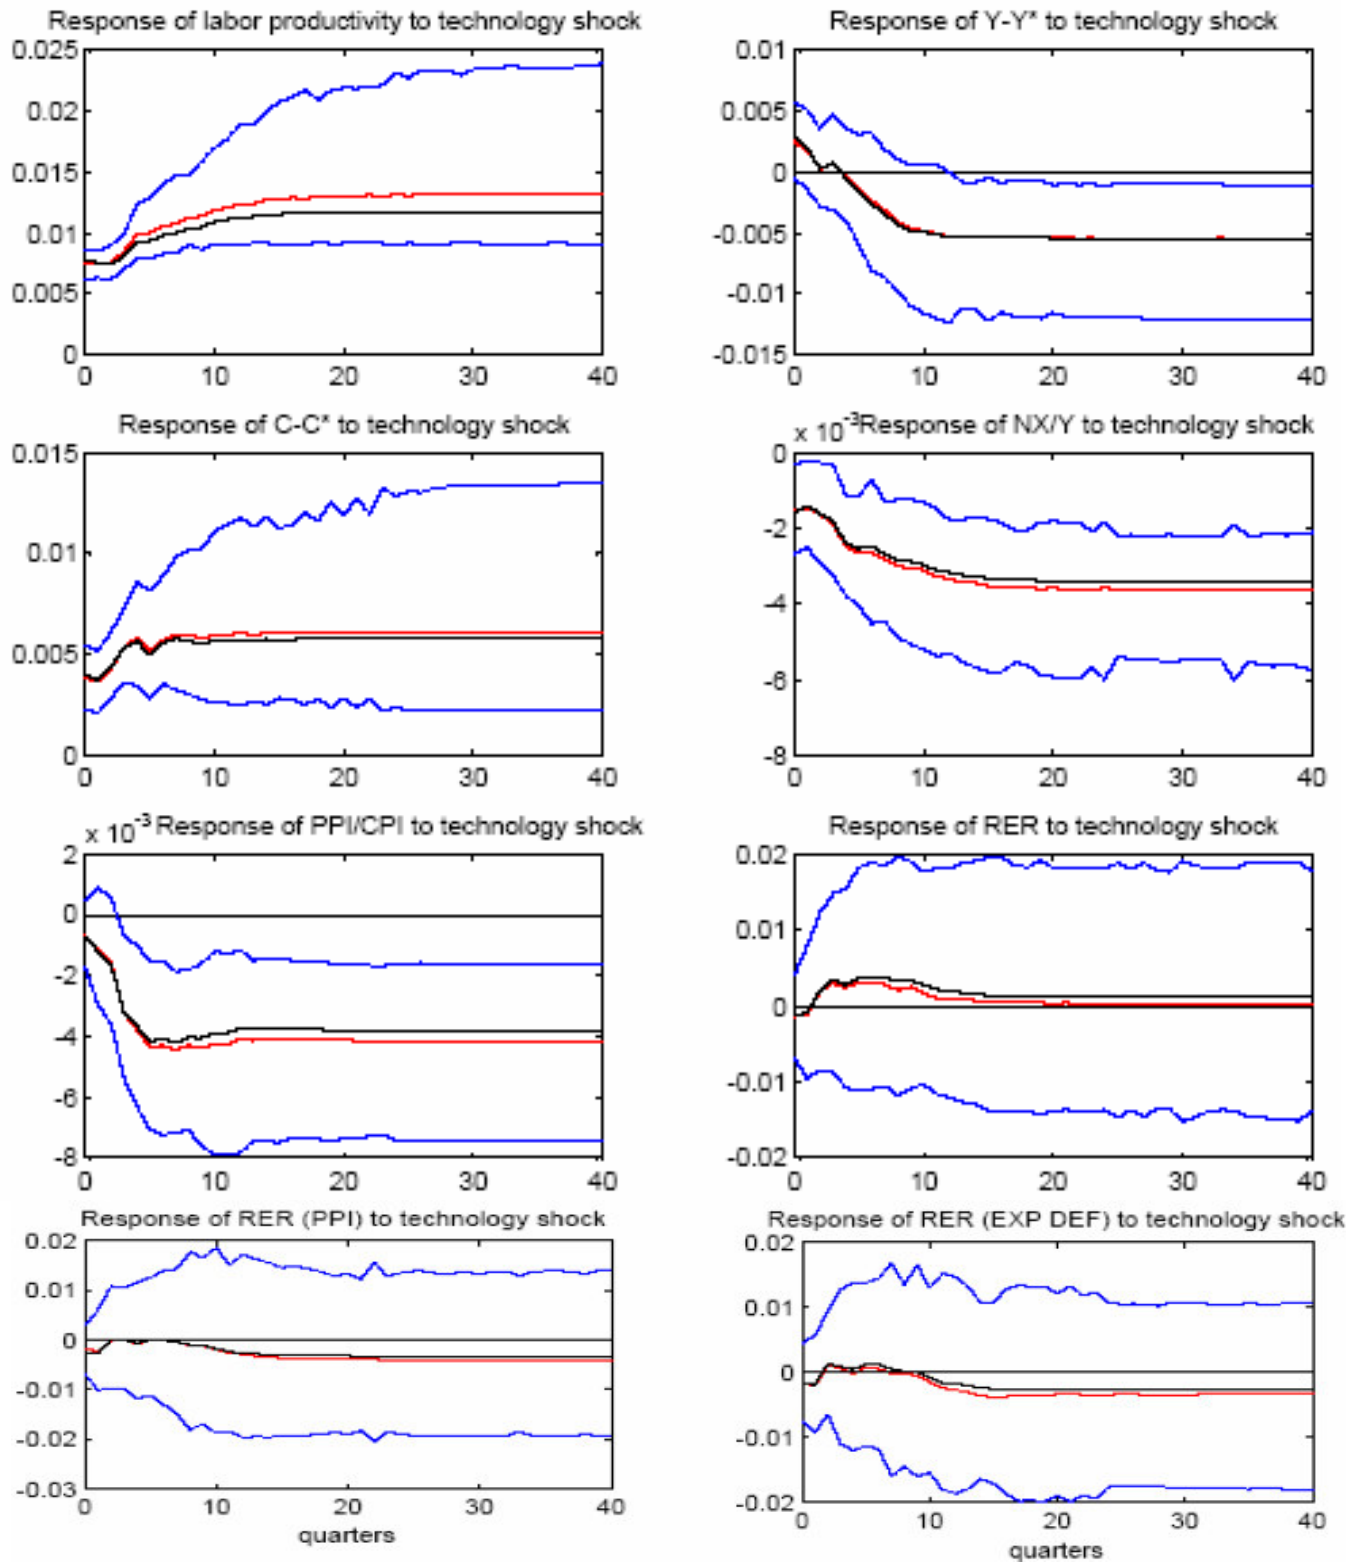 Response of labor productivity to technology shock
0.025
0.02
0.015
0.01
0.005
0
0 10 20 30 40
Response of Y-Y* to technology shock
0.01
0.005
0
-0.005
-0.01
-0.015
0 10 20 30 40
Response of C-C* to technology shock
0.015
0.01
0.005
0
0 10 20 30 40
x 10⁻³ Response of NX/Y to technology shock
0
-2
-4
-6
-8
0 10 20 30 40
x 10⁻³ Response of PPI/CPI to technology shock
2
0
-2
-4
-6
-8
0 10 20 30 40
Response of RER to technology shock
0.02
0.01
0
-0.01
-0.02
0 10 20 30 40
Response of RER (PPI) to technology shock
0.02
0.01
0
-0.01
-0.02
-0.03
0 10 20 30 40
quarters
Response of RER (EXP DEF) to technology shock
0.02
0.01
0
-0.01
-0.02
0 10 20 30 40
quarters